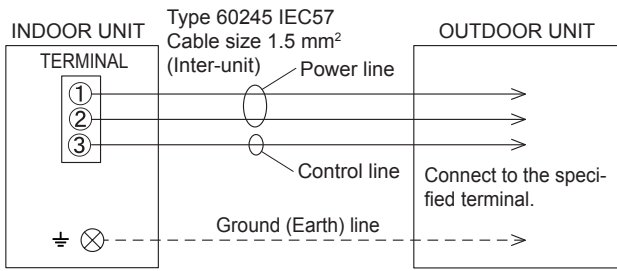 Type 60245 IEC57
Cable size 1.5 mm²
(Inter-unit)
INDOOR UNIT
OUTDOOR UNIT
TERMINAL
Power line
1
2
3
Control line
Connect to the speci-
fied terminal.
Ground (Earth) line